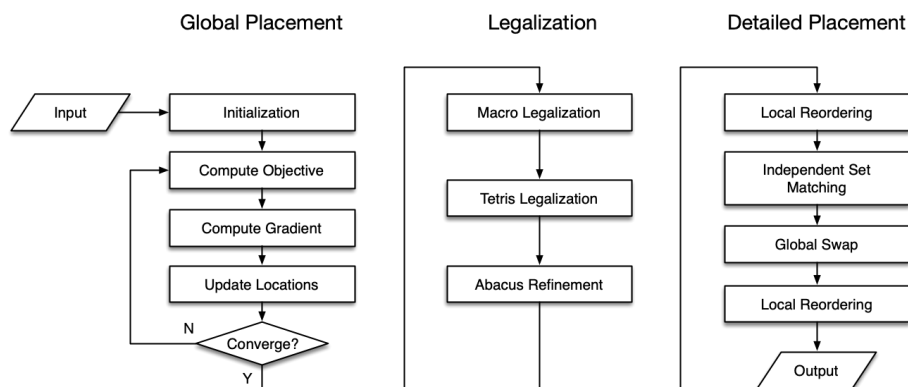 Global Placement
Input
Initialization
Compute Objective
Compute Gradient
Update Locations
Converge?
N
Y
Legalization
Macro Legalization
Tetris Legalization
Abacus Refinement
Detailed Placement
Local Reordering
Independent Set
Matching
Global Swap
Local Reordering
Output